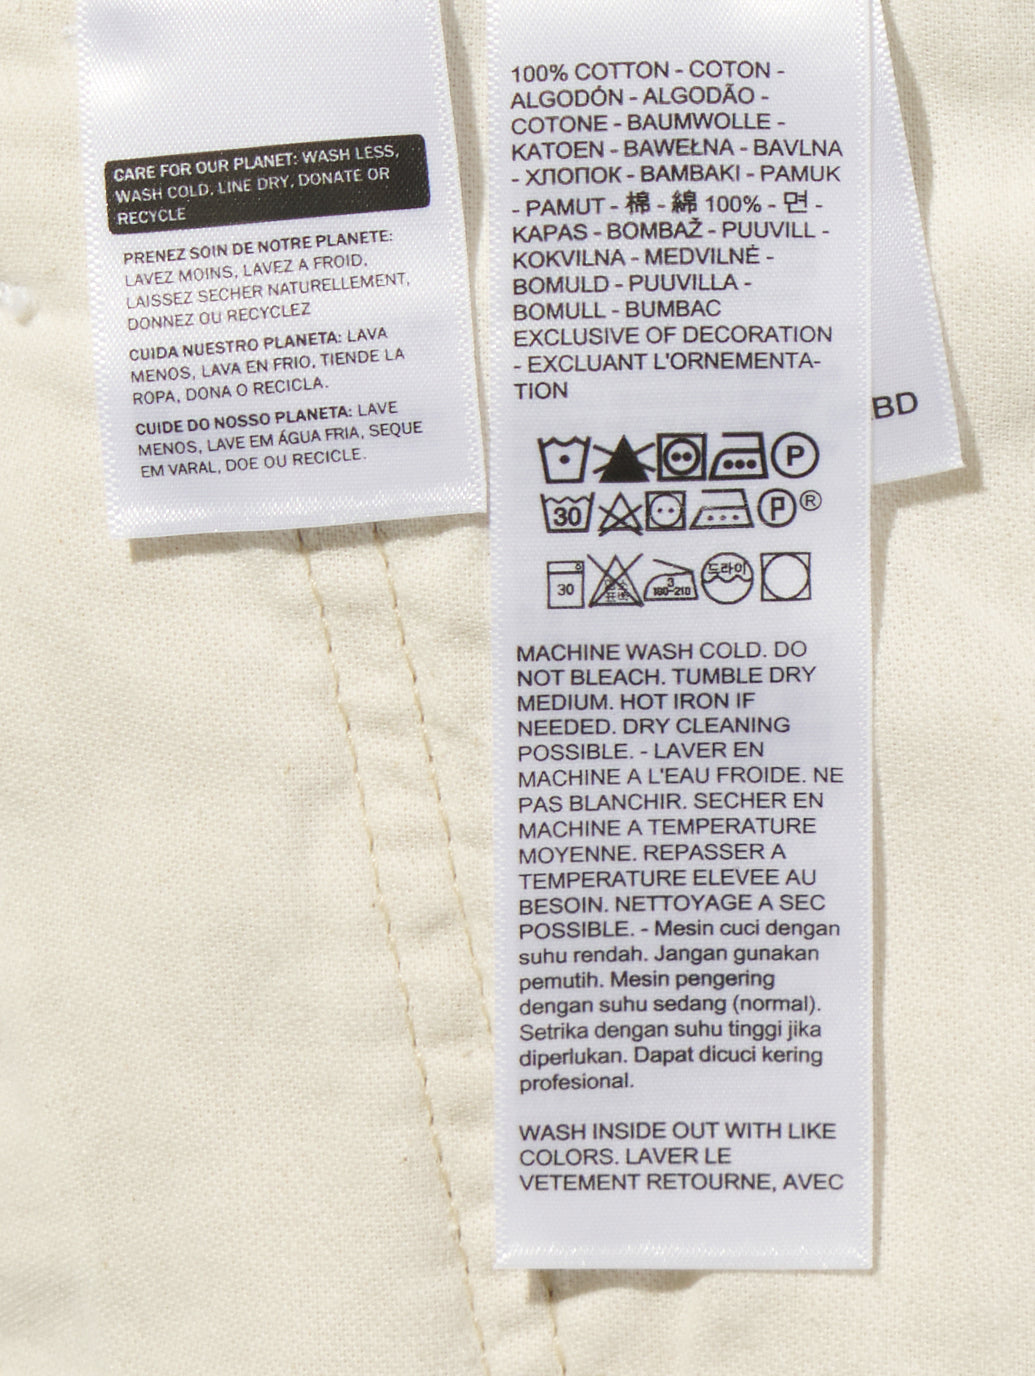 CARE FOR OUR PLANET: WASH LESS,
WASH COLD, LINE DRY, DONATE OR
RECYCLE
PRENEZ SOIN DE NOTRE PLANETE:
LAVEZ MOINS, LAVEZ A FROID,
LAISSEZ SECHER NATURELLEMENT,
DONNEZ OU RECYCLEZ
CUIDA NUESTRO PLANETA: LAVA
MENOS, LAVA EN FRIO, TIENDE LA
ROPA, DONA O RECICLA.
CUIDE DO NOSSO PLANETA: LAVE
MENOS, LAVE EM ÁGUA FRIA, SEQUE
EM VARAL, DOE OU RECICLE.
100% COTTON - COTON -
ALGODÓN - ALGODÃO -
COTONE - BAUMWOLLE -
KATOEN - BAWEŁNA - BAVLNA
- ХЛОПОК - BAMBAKI - PAMUK
- PAMUT - 棉 - 綿 100% - 면 -
KAPAS - BOMBAŽ - PUUVILL -
KOKVILNA - MEDVILNĖ -
BOMULD - PUUVILLA -
BOMULL - BUMBAC
EXCLUSIVE OF DECORATION
- EXCLUANT L'ORNEMENTA-
TION
P
30 P ®
30 3 180-210 드라이
MACHINE WASH COLD. DO
NOT BLEACH. TUMBLE DRY
MEDIUM. HOT IRON IF
NEEDED. DRY CLEANING
POSSIBLE. - LAVER EN
MACHINE A L'EAU FROIDE. NE
PAS BLANCHIR. SECHER EN
MACHINE A TEMPERATURE
MOYENNE. REPASSER A
TEMPERATURE ELEVEE AU
BESOIN. NETTOYAGE A SEC
POSSIBLE. - Mesin cuci dengan
suhu rendah. Jangan gunakan
pemutih. Mesin pengering
dengan suhu sedang (normal).
Setrika dengan suhu tinggi jika
diperlukan. Dapat dicuci kering
profesional.
WASH INSIDE OUT WITH LIKE
COLORS. LAVER LE
VETEMENT RETOURNE, AVEC
BD